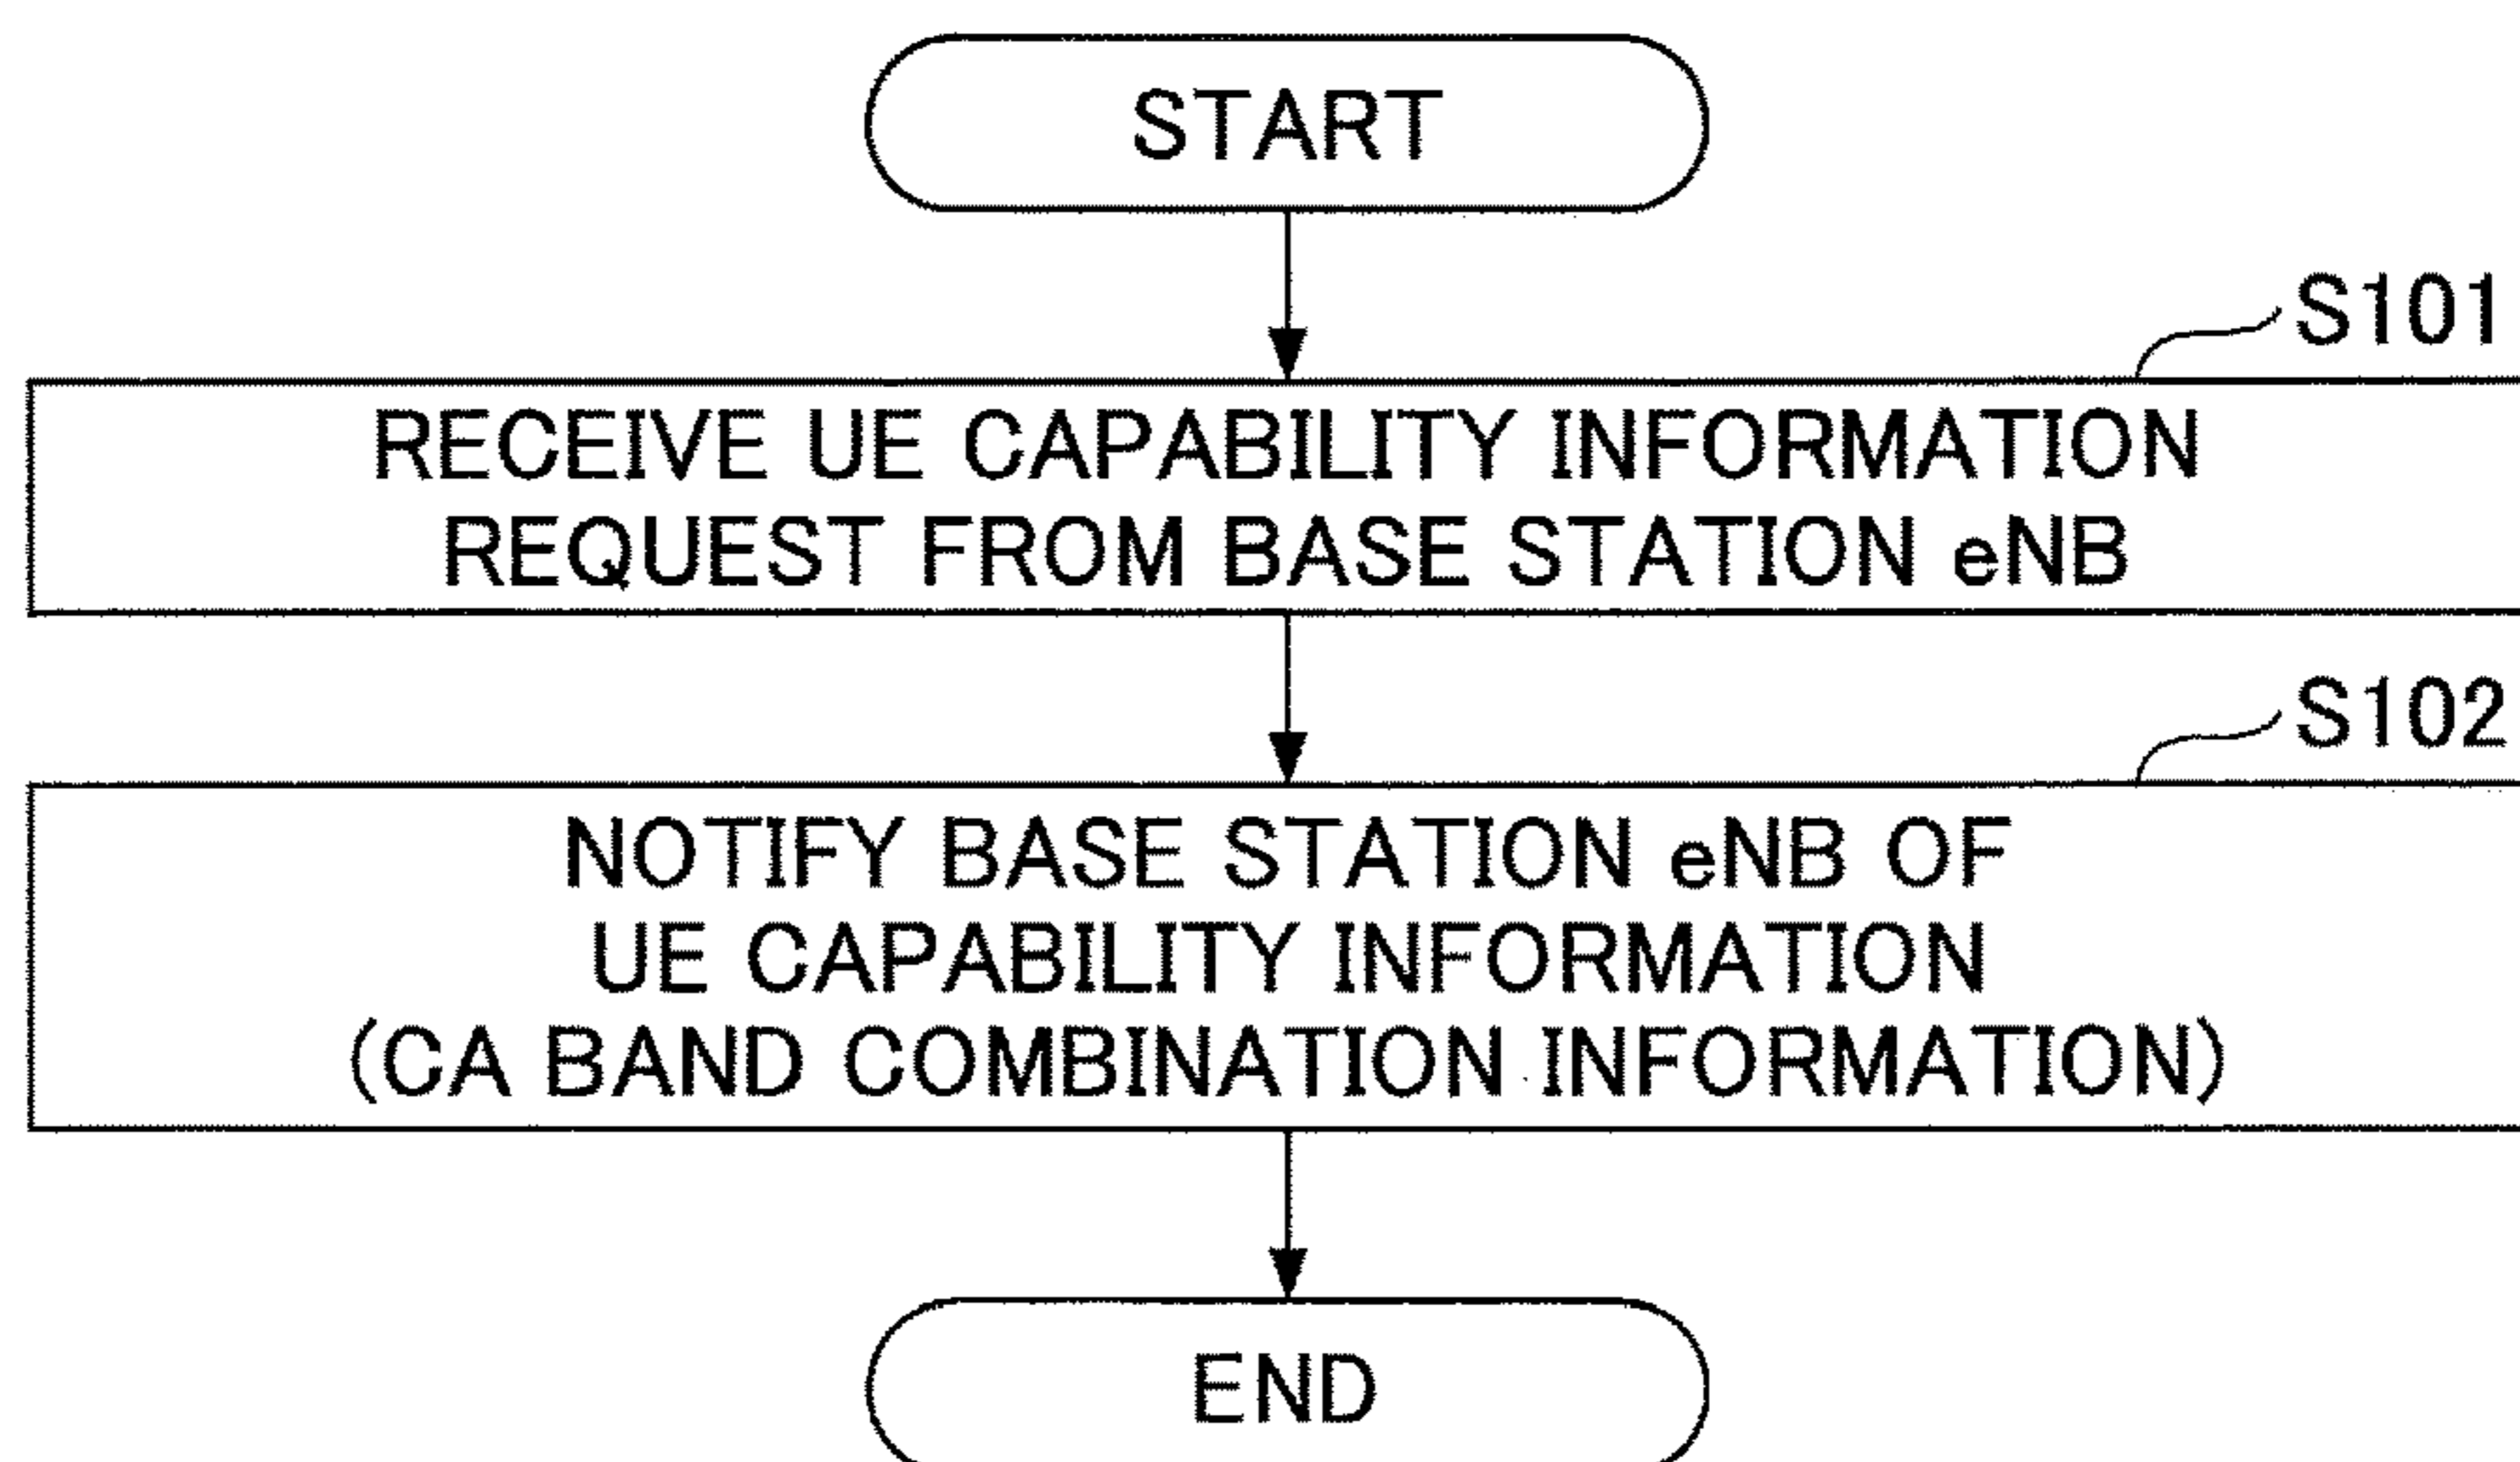 START
S101
RECEIVE UE CAPABILITY INFORMATION
REQUEST FROM BASE STATION eNB
S102
NOTIFY BASE STATION eNB OF
UE CAPABILITY INFORMATION
(CA BAND COMBINATION INFORMATION)
END